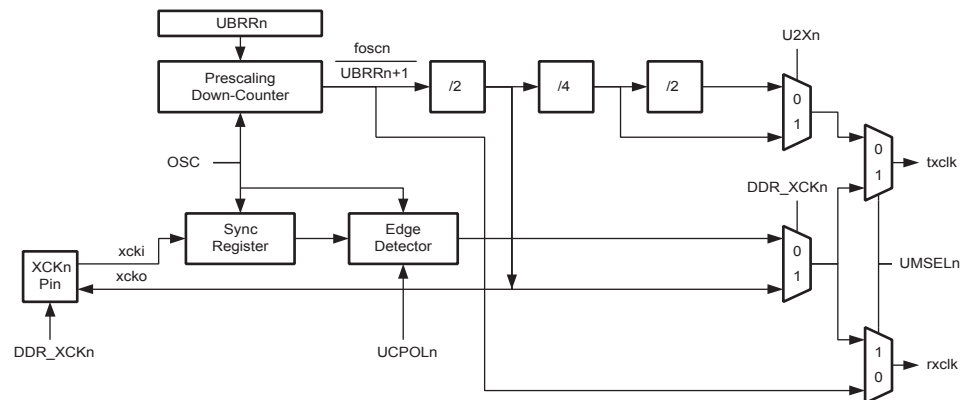 UBRRn
foscn
UBRRn+1
U2Xn
Prescaling
Down-Counter
/2
/4
/2
0
1
OSC
0
1
txclk
DDR_XCKn
Sync
Register
Edge
Detector
xcki
XCKn
Pin
xcko
0
1
UMSELn
DDR_XCKn
UCPOLn
1
0
rxclk